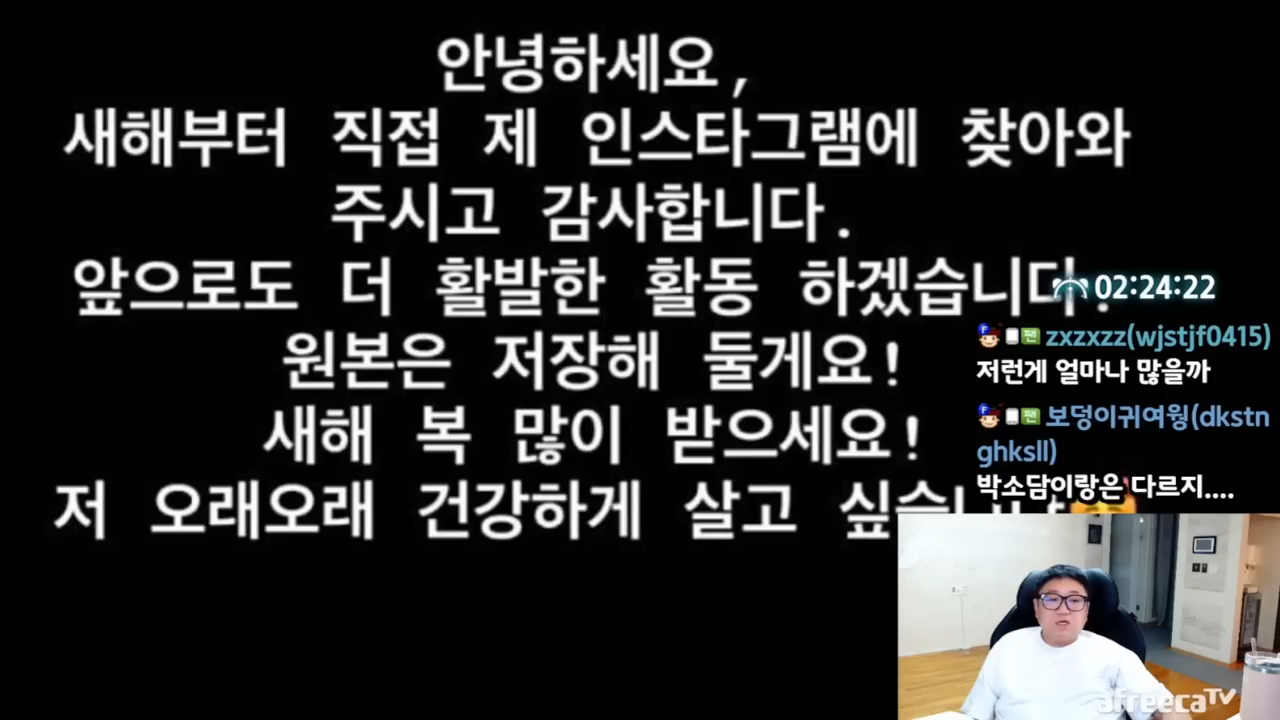 안녕하세요,
새해부터 직접 제 인스타그램에 찾아와
주시고 감사합니다.
앞으로도 더 활발한 활동 하겠습니다.
원본은 저장해 둘게요!
새해 복 많이 받으세요!
저 오래오래 건강하게 살고
02:24:22
zxzxzz(wjstjf0415)
저런게 얼마나 많을까
보덩이귀여웡(dkstn
ghksll)
박소담이랑은 다르지....
afreecaTV